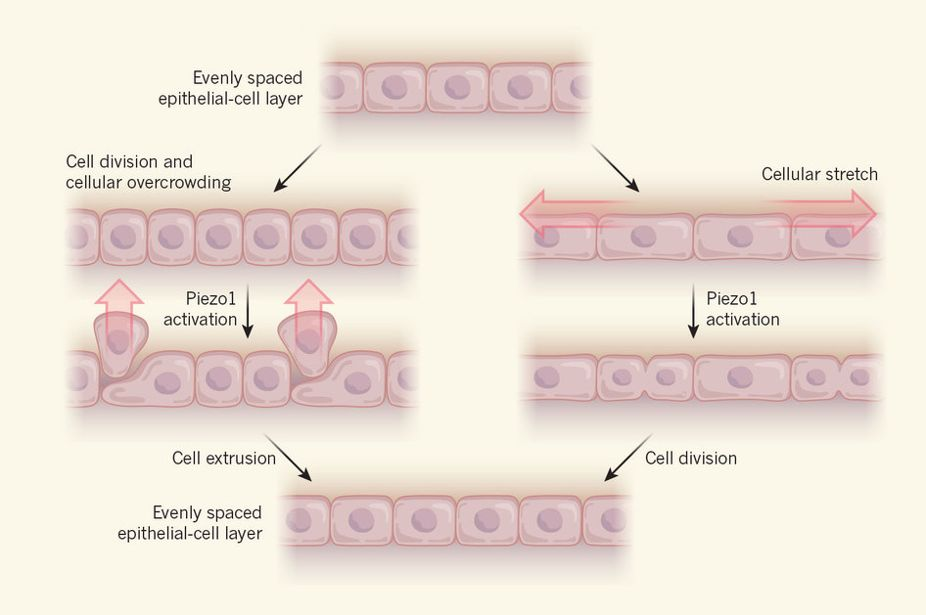 Evenly spaced
epithelial-cell layer
Cell division and
cellular overcrowding
Cellular stretch
Piezo1
activation
Piezo1
activation
Cell extrusion
Cell division
Evenly spaced
epithelial-cell layer